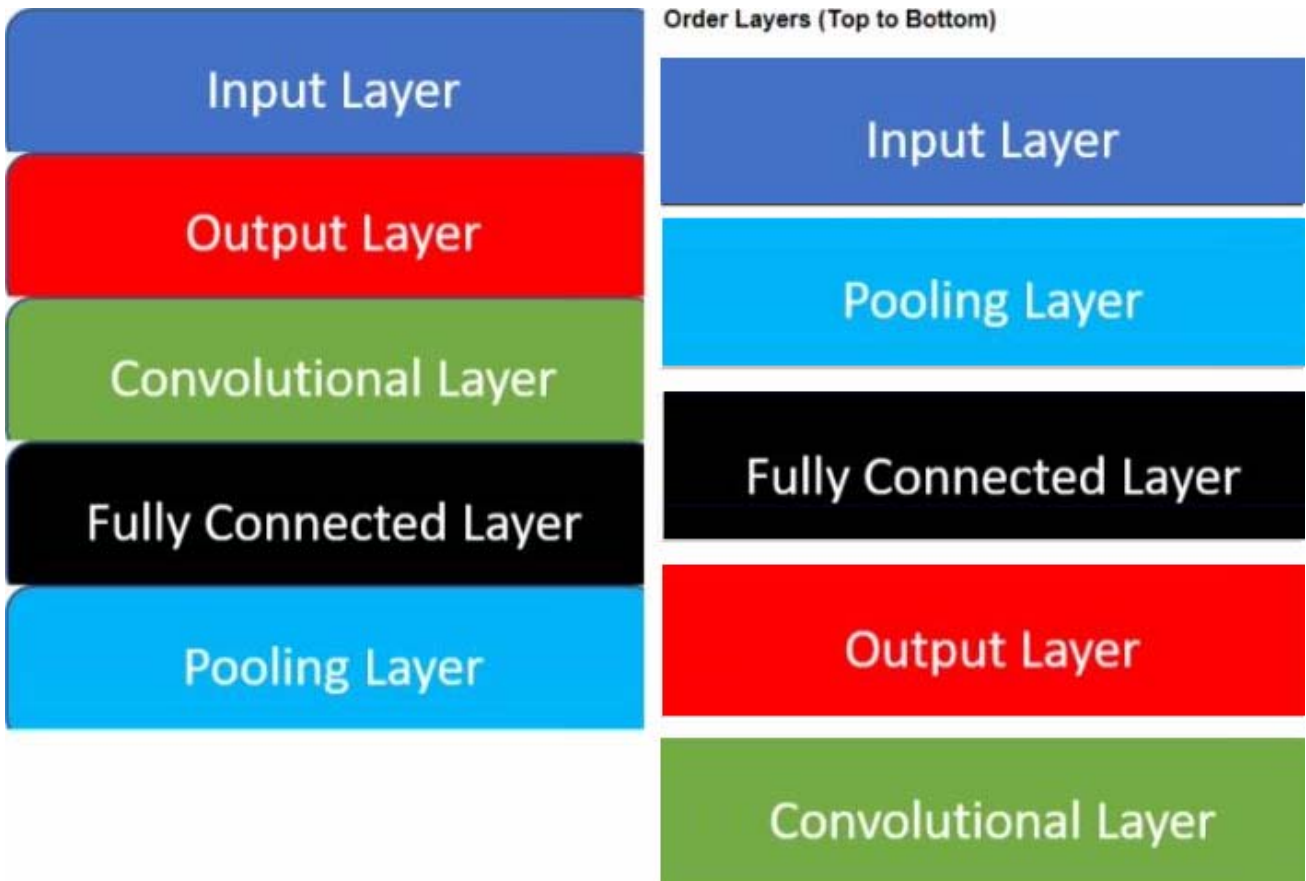 Input Layer
Output Layer
Convolutional Layer
Fully Connected Layer
Pooling Layer
Order Layers (Top to Bottom)
Input Layer
Pooling Layer
Fully Connected Layer
Output Layer
Convolutional Layer